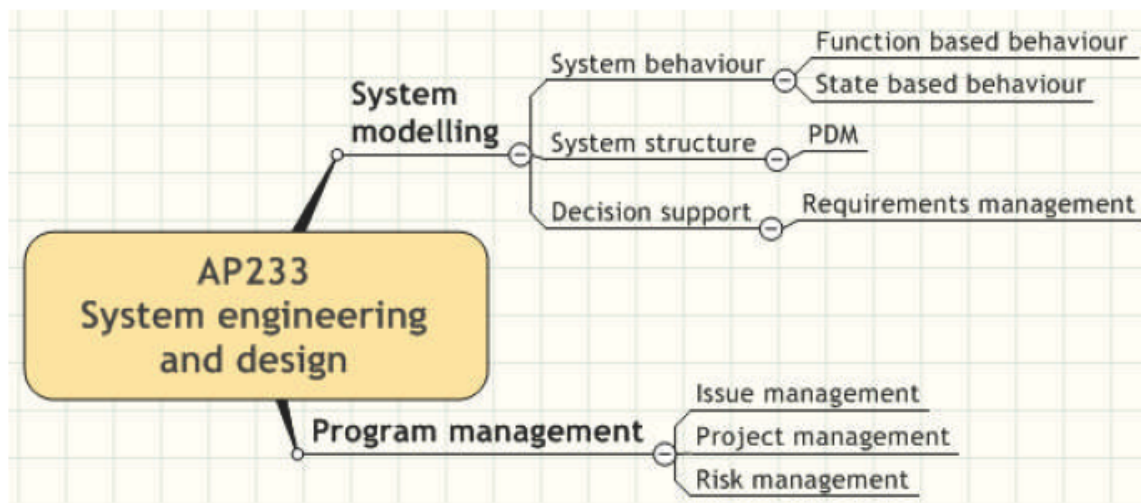 System
modelling
System behaviour
Function based behaviour
State based behaviour
System structure
PDM
Decision support
Requirements management
AP233
System engineering
and design
Program management
Issue management
Project management
Risk management